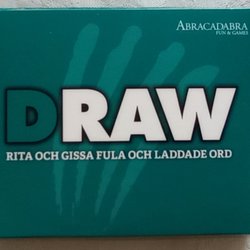 ABRACADABRA
FUN & GAMES
DRAW
RITA OCH GISSA FULA OCH LADDADE ORD